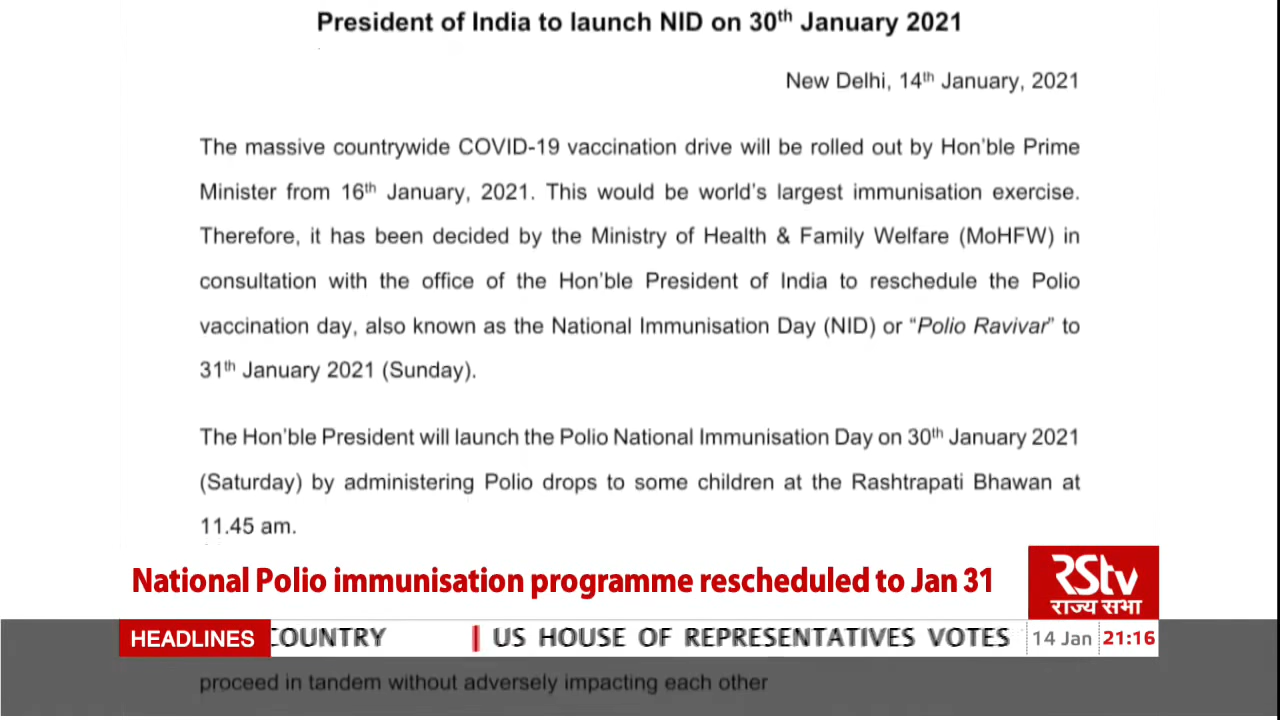 President of India to launch NID on 30th January 2021
New Delhi, 14th January, 2021
The massive countrywide COVID-19 vaccination drive will be rolled out by Hon'ble Prime
Minister from 16th January, 2021. This would be world's largest immunisation exercise.
Therefore, it has been decided by the Ministry of Health & Family Welfare (MoHFW) in
consultation with the office of the Hon'ble President of India to reschedule the Polio
vaccination day, also known as the National Immunisation Day (NID) or “Polio Ravivar” to
31th January 2021 (Sunday).
The Hon'ble President will launch the Polio National Immunisation Day on 30th January 2021
(Saturday) by administering Polio drops to some children at the Rashtrapati Bhawan at
11.45 am.
National Polio immunisation programme rescheduled to Jan 31
RStv
राज्य सभा
HEADLINES COUNTRY | US HOUSE OF REPRESENTATIVES VOTES 14 Jan 21:16
proceed in tandem without adversely impacting each other